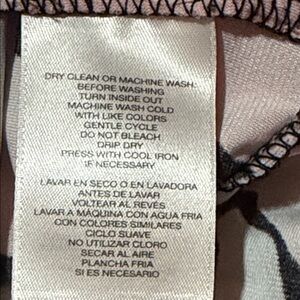 DRY CLEAN OR MACHINE WASH
BEFORE WASHING
TURN INSIDE OUT
MACHINE WASH COLD
WITH LIKE COLORS
GENTLE CYCLE
DO NOT BLEACH
DRIP DRY
PRESS WITH COOL IRON
IF NECESSARY
LAVAR EN SECO O EN LAVADORA
ANTES DE LAVAR
VOLTEAR AL REVÉS
LAVAR A MAQUINA CON AGUA FRIA
CON COLORES SIMILARES
CICLO SUAVE
NO UTILIZAR CLORO
SECAR AL AIRE
PLANCHA FRIA
SI ES NECESARIO